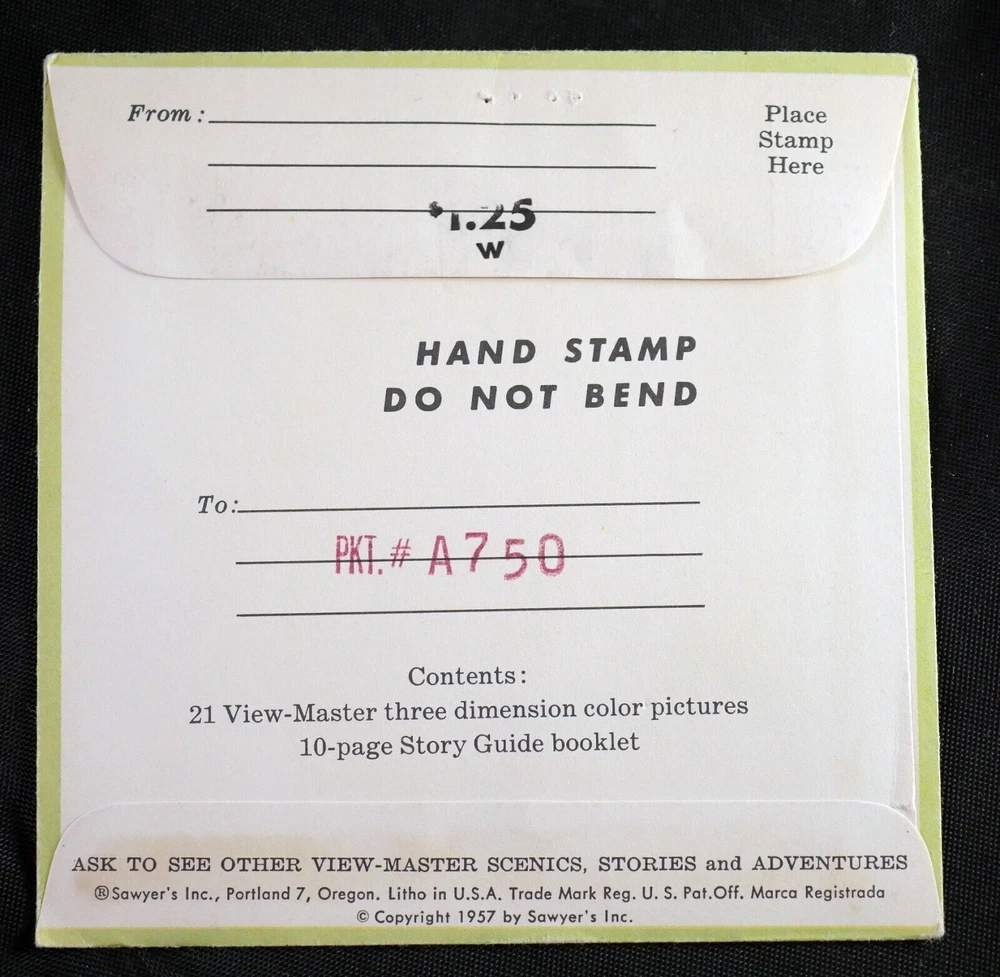 From:
Place
Stamp
Here
$1.25
W
HAND STAMP
DO NOT BEND
To:
PKT.# A750
Contents:
21 View-Master three dimension color pictures
10-page Story Guide booklet
ASK TO SEE OTHER VIEW-MASTER SCENICS, STORIES and ADVENTURES
®Sawyer's Inc., Portland 7, Oregon. Litho in U.S.A. Trade Mark Reg. U. S. Pat.Off. Marca Registrada
© Copyright 1957 by Sawyer's Inc.